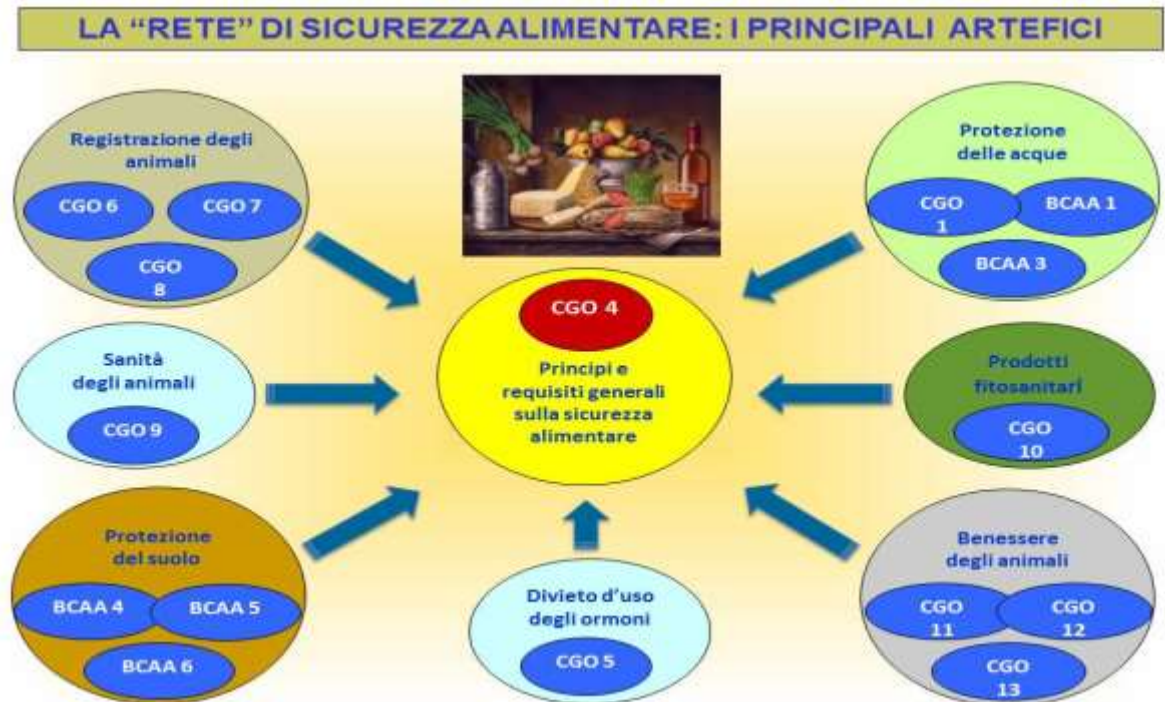 LA “RETE” DI SICUREZZA ALIMENTARE: I PRINCIPALI ARTEFICI
Registrazione degli
animali
CGO 6
CGO 7
CGO
8
Protezione
delle acque
CGO
1
BCAA 1
BCAA 3
CGO 4
Principi e
requisiti generali
sulla sicurezza
alimentare
Sanità
degli animali
CGO 9
Prodotti
fitosanitari
CGO
10
Protezione
del suolo
BCAA 4
BCAA 5
BCAA 6
Divieto d’uso
degli ormoni
CGO 5
Benessere
degli animali
CGO
11
CGO
12
CGO
13